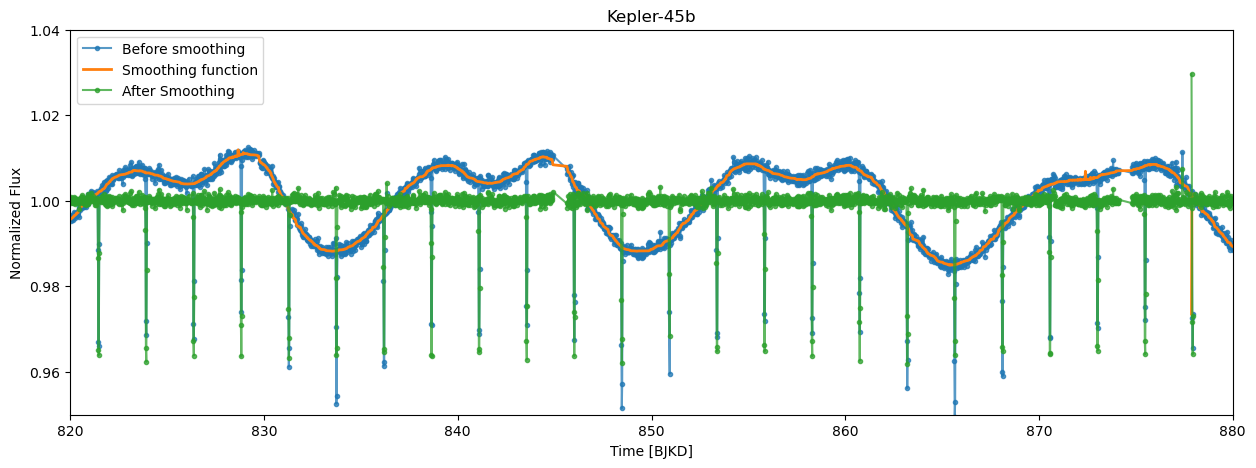 Kepler-45b
Before smoothing
Smoothing function
After Smoothing
Normalized Flux
1.04
1.02
1.00
0.98
0.96
820
830
840
850
860
870
880
Time [BJKD]